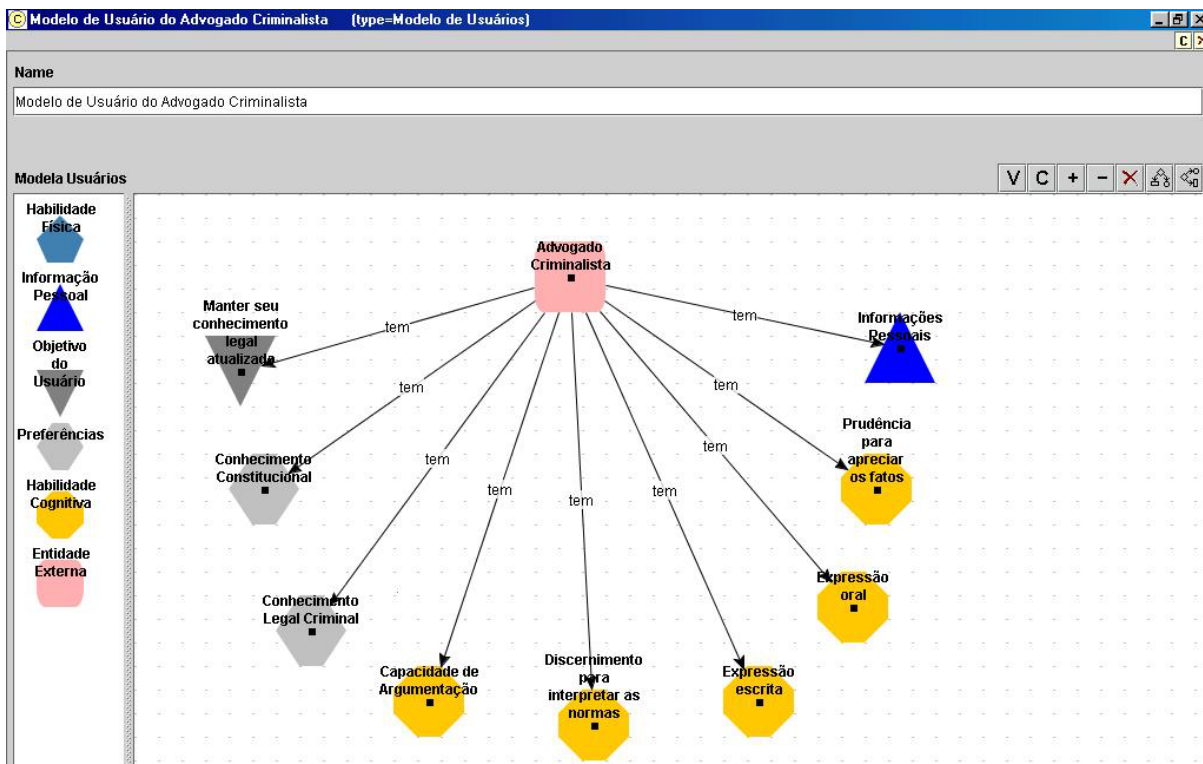 C Modelo de Usuário do Advogado Criminalista (type=Modelo de Usuários)
C
Name
Modelo de Usuário do Advogado Criminalista
Modela Usuários
V C + −
Habilidade
Física
Informação
Pessoal
Objetivo
do
Usuário
Preferências
Habilidade
Cognitiva
Entidade
Externa
Advogado
Criminalista
Manter seu
conhecimento
legal
atualizado
tem
tem
Informações
Pessoais
tem
tem
Prudência
para
apreciar
os fatos
Conhecimento
Constitucional
tem
tem
tem
tem
tem
Expressão
oral
Conhecimento
Legal Criminal
Capacidade de
Argumentação
Discernimento
para
interpretar as
normas
Expressão
escrita